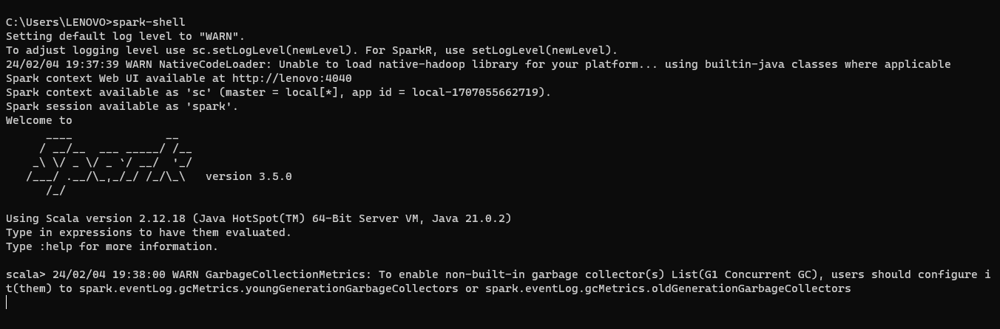 C:\Users\LENOVO>spark-shell
Setting default log level to "WARN".
To adjust logging level use sc.setLogLevel(newLevel). For SparkR, use setLogLevel(newLevel).
24/02/04 19:37:39 WARN NativeCodeLoader: Unable to load native-hadoop library for your platform... using builtin-java classes where applicable
Spark context Web UI available at http://lenovo:4040
Spark context available as 'sc' (master = local[*], app id = local-1707055662719).
Spark session available as 'spark'.
Welcome to
      ____              __
     / __/__  ___ _____/ /__
    _\ \/ _ \/ _ `/ __/  '_/
   /___/ .__/\_,_/_/ /_/\_\   version 3.5.0
      /_/
Using Scala version 2.12.18 (Java HotSpot(TM) 64-Bit Server VM, Java 21.0.2)
Type in expressions to have them evaluated.
Type :help for more information.
scala> 24/02/04 19:38:00 WARN GarbageCollectionMetrics: To enable non-built-in garbage collector(s) List(G1 Concurrent GC), users should configure i
t(them) to spark.eventLog.gcMetrics.youngGenerationGarbageCollectors or spark.eventLog.gcMetrics.oldGenerationGarbageCollectors